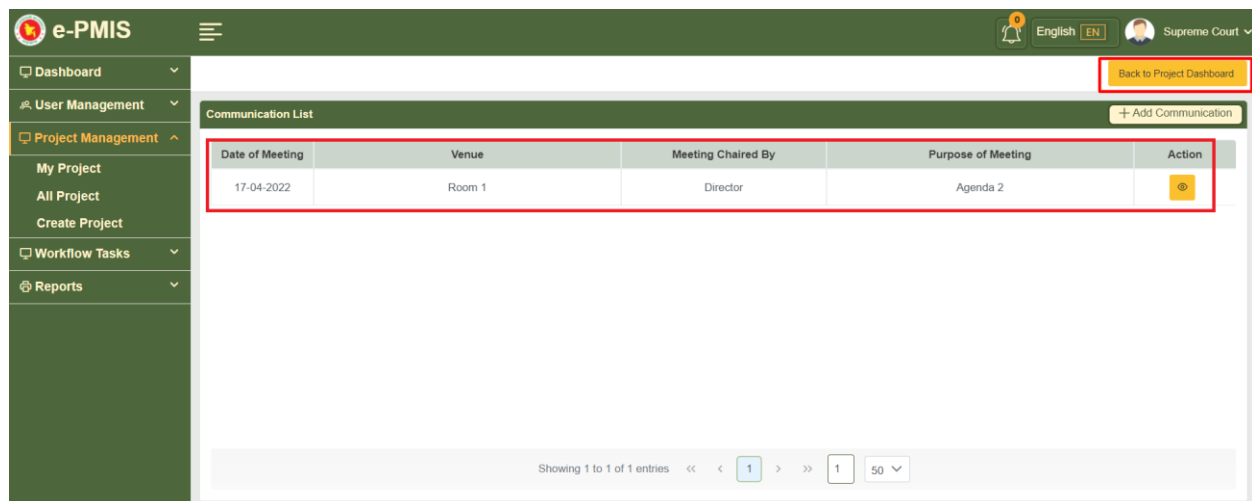 e-PMIS
0
English EN
Supreme Court
Dashboard
Back to Project Dashboard
User Management
Communication List
+ Add Communication
Project Management
Date of Meeting Venue Meeting Chaired By Purpose of Meeting Action
My Project
17-04-2022 Room 1 Director Agenda 2
All Project
Create Project
Workflow Tasks
Reports
Showing 1 to 1 of 1 entries << < 1 > >> 1 50